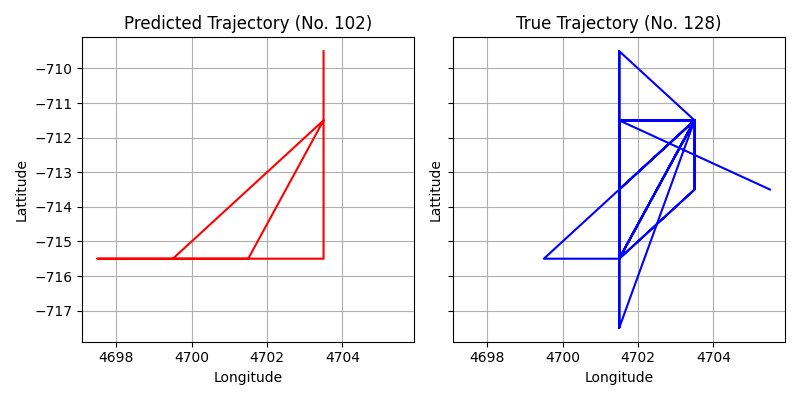 Predicted Trajectory (No. 102)
True Trajectory (No. 128)
−710
−711
−712
−713
−714
−715
−716
−717
Lattitude
Lattitude
4698 4700 4702 4704
4698 4700 4702 4704
Longitude
Longitude